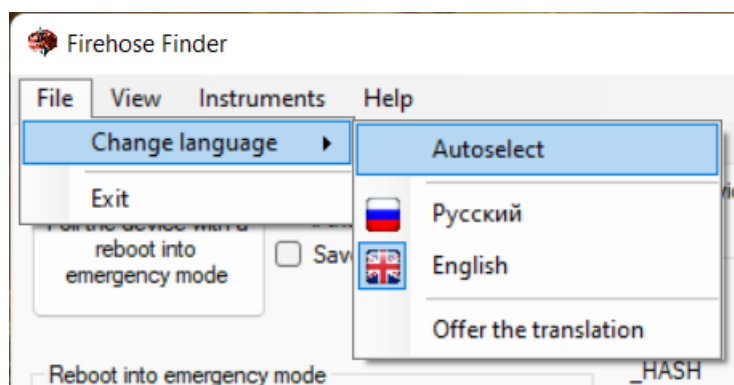 Firehose Finder
File View Instruments Help
Change language
Exit
Autoselect
Русский
English
Offer the translation
reboot into
emergency mode
Reboot into emergency mode
_HASH